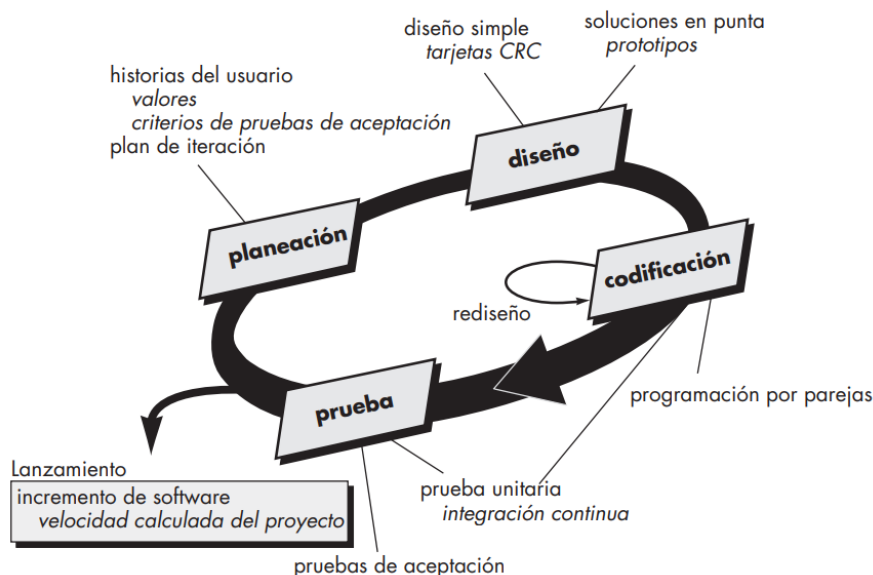 diseño simple
tarjetas CRC
soluciones en punta
prototipos
historias del usuario
valores
criterios de pruebas de aceptación
plan de iteración
diseño
planeación
codificación
rediseño
prueba
programación por parejas
Lanzamiento
incremento de software
velocidad calculada del proyecto
prueba unitaria
integración continua
pruebas de aceptación